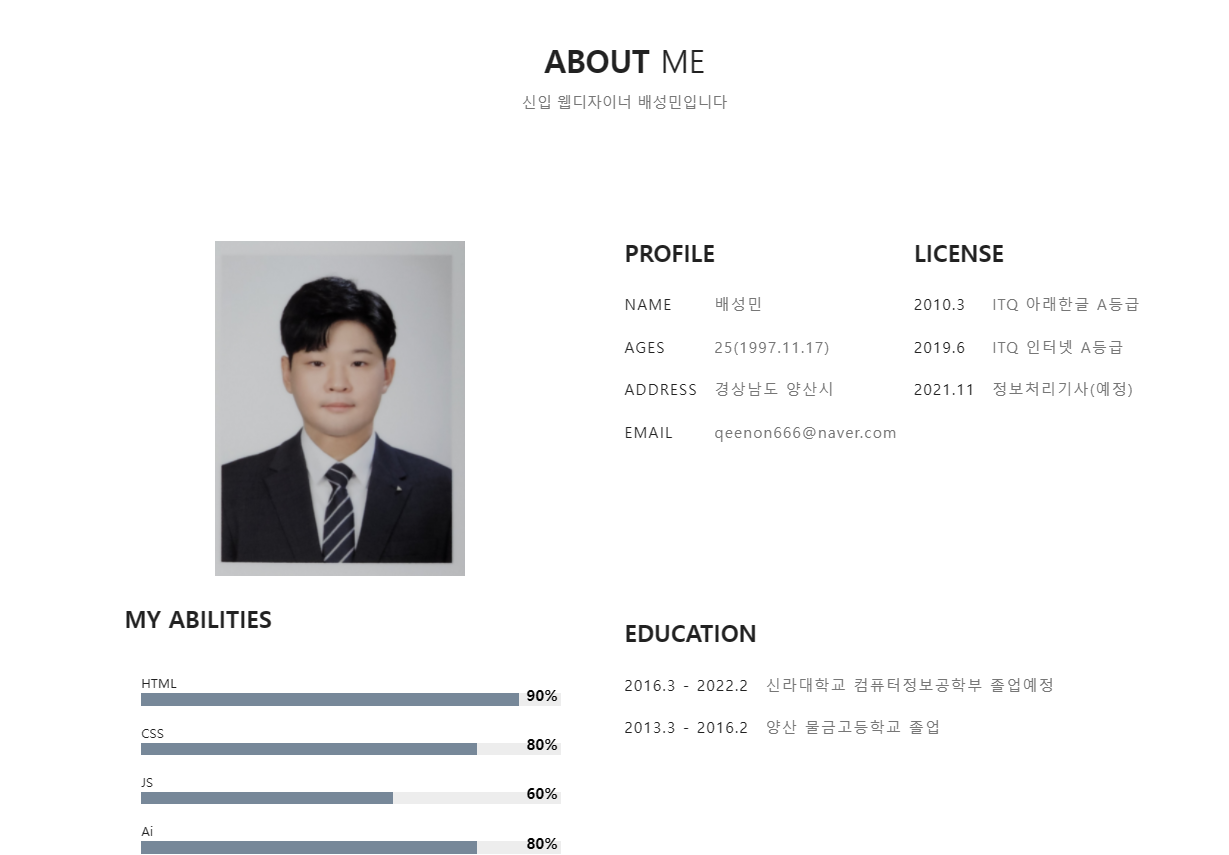 ABOUT ME
신입 웹디자이너 배성민입니다
PROFILE
NAME 배성민
AGES 25(1997.11.17)
ADDRESS 경상남도 양산시
EMAIL qeenon666@naver.com
LICENSE
2010.3 ITQ 아래한글 A등급
2019.6 ITQ 인터넷 A등급
2021.11 정보처리기사(예정)
MY ABILITIES
HTML
90%
CSS
80%
JS
60%
Ai
80%
EDUCATION
2016.3 - 2022.2 신라대학교 컴퓨터정보공학부 졸업예정
2013.3 - 2016.2 양산 물금고등학교 졸업